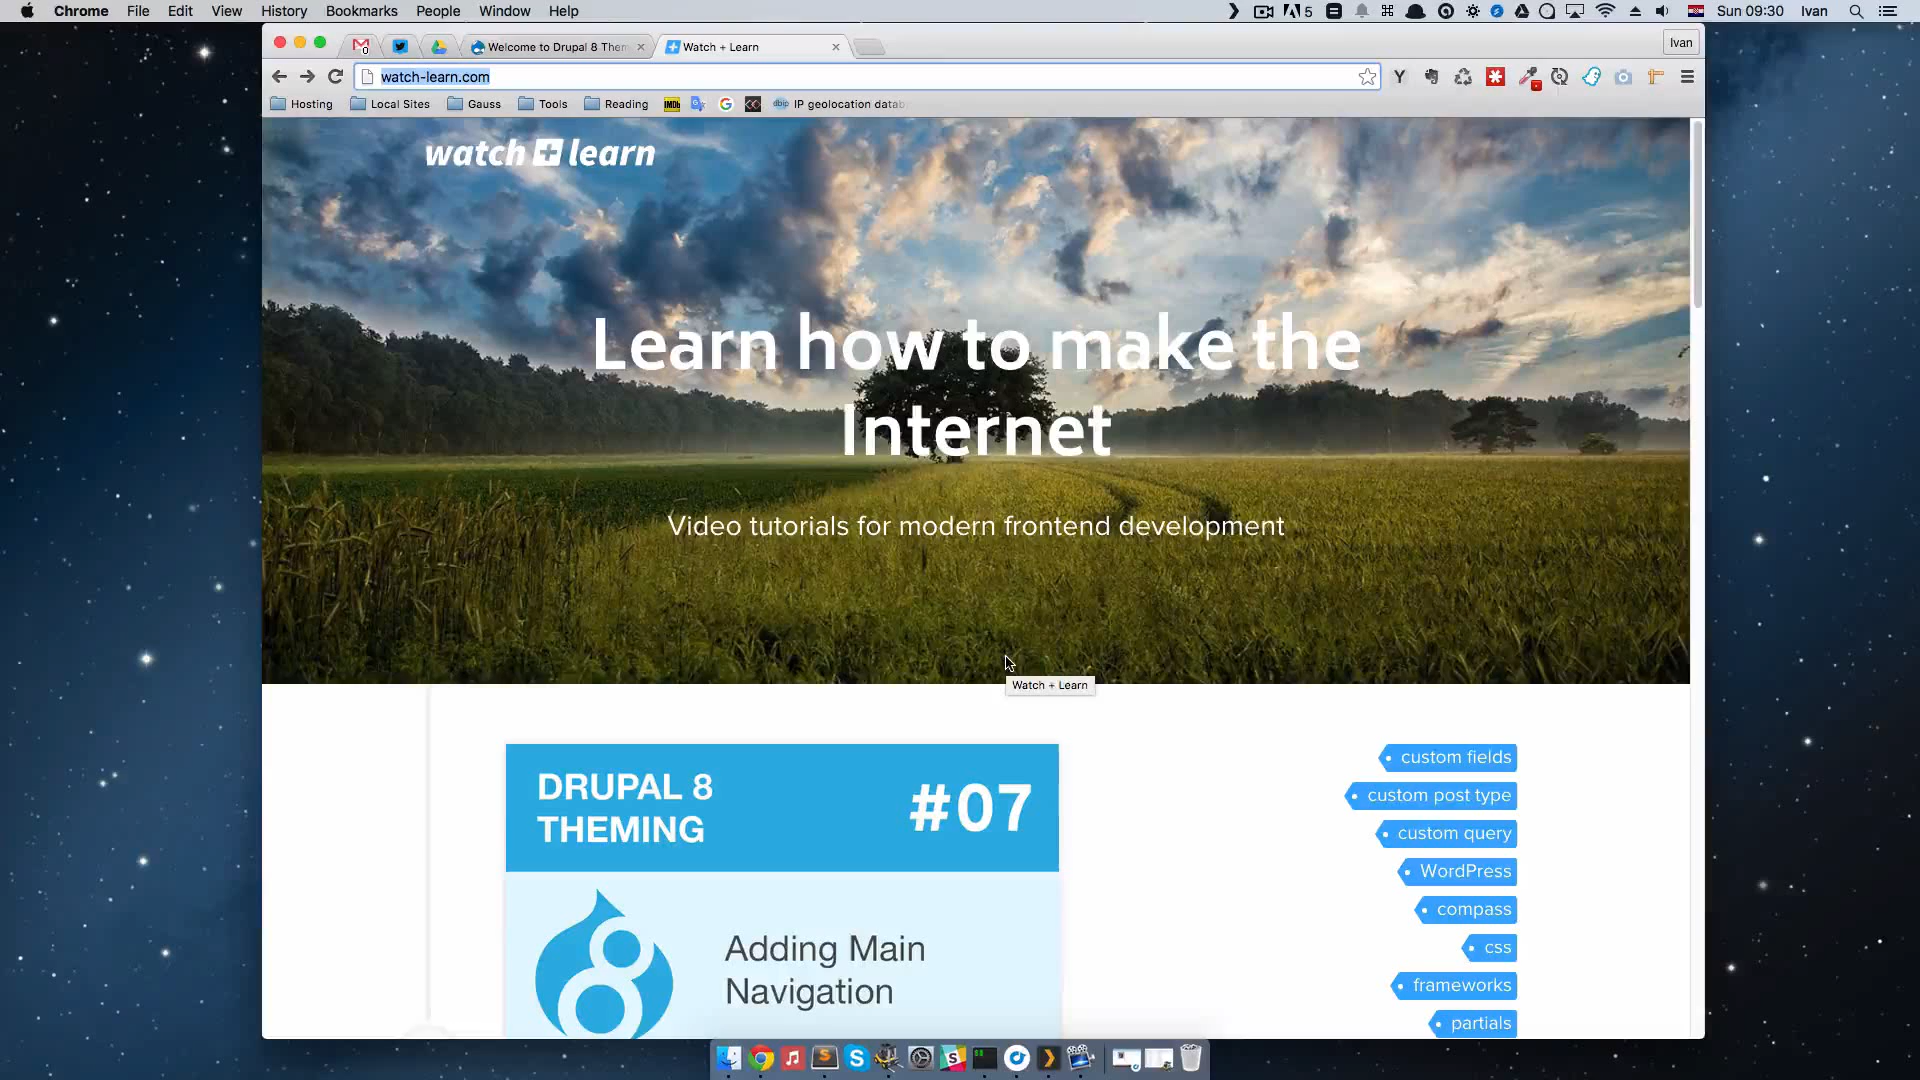 Chrome File Edit View History Bookmarks People Window Help
5 Sun 09:30 Ivan
Welcome to Drupal 8 Them
Watch + Learn
Ivan
watch-learn.com
Hosting Local Sites Gauss Tools Reading IMDb dbip IP geolocation datab
watch + learn
Learn how to make the
Internet
Video tutorials for modern frontend development
Watch + Learn
DRUPAL 8
THEMING
#07
Adding Main
Navigation
custom fields
custom post type
custom query
WordPress
compass
css
frameworks
partials